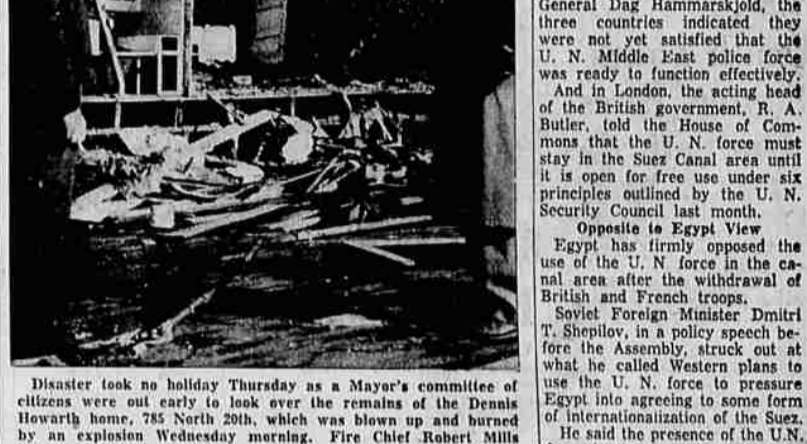 Disaster took no holiday Thursday as a Mayor's committee of
citizens were out early to look over the remains of the Dennis
Howarth home, 785 North 20th, which was blown up and burned
by an explosion Wednesday morning. Fire Chief Robert Mills
General Dag Hammarskjold, the
three countries indicated they
were not yet satisfied that the
U. N. Middle East police force
was ready to function effectively.
And in London, the acting head
of the British government, R. A.
Butler, told the House of Com-
mons that the U. N. force must
stay in the Suez Canal area until
it is open for free use under six
principles outlined by the U. N.
Security Council last month.
Opposite to Egypt View
Egypt has firmly opposed the
use of the U. N force in the ca-
nal area after the withdrawal of
British and French troops.
Soviet Foreign Minister Dmitri
T. Shepilov, in a policy speech be-
fore the Assembly, struck out at
what he called Western plans to
use the U. N. force to pressure
Egypt into agreeing to some form
of internationalization of the Suez.
He said the presence of the U.N.